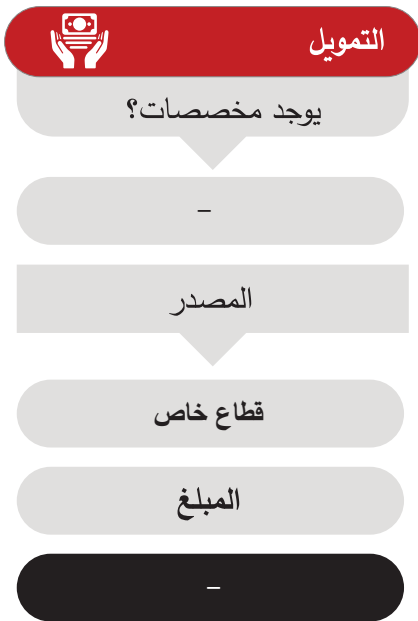 التمويل
يوجد مخصصات؟
–
المصدر
قطاع خاص
المبلغ
–